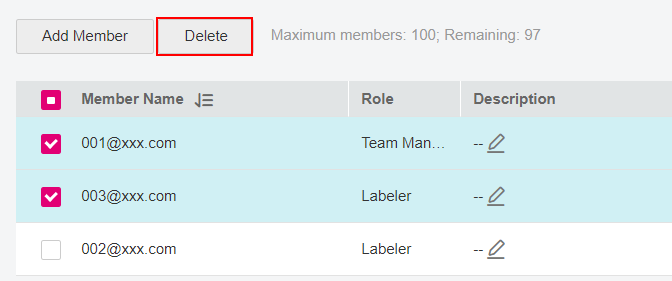 Add Member Delete Maximum members: 100; Remaining: 97
Member Name Role Description
001@xxx.com Team Man... --
003@xxx.com Labeler --
002@xxx.com Labeler --